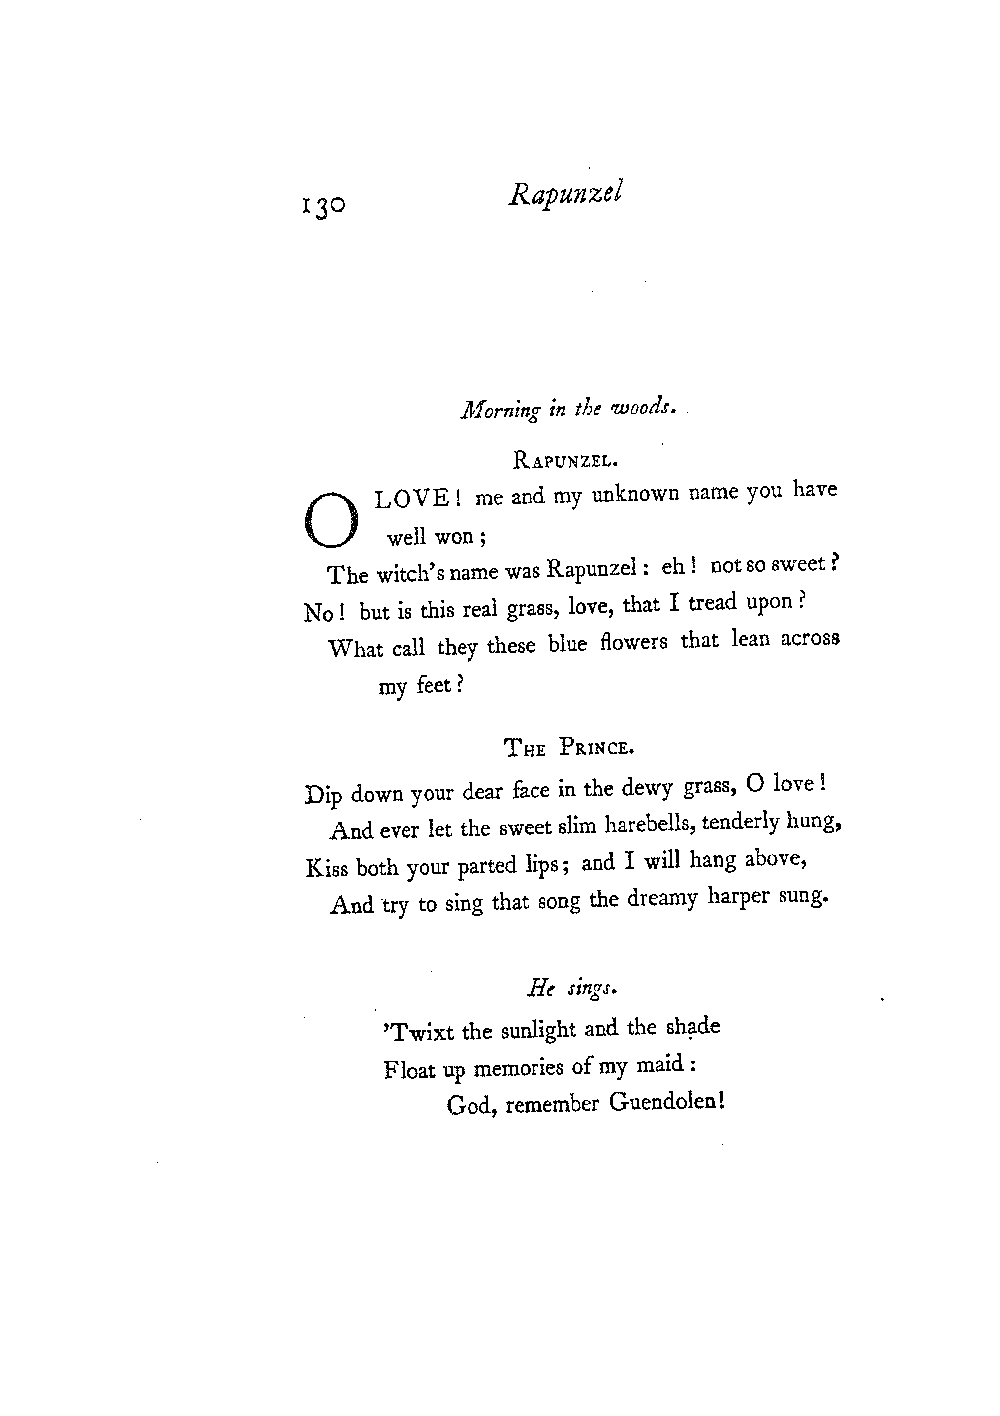 130
Rapunzel
Morning in the woods.
RAPUNZEL.
O LOVE! me and my unknown name you have
well won;
The witch's name was Rapunzel: eh! not so sweet?
No! but is this real grass, love, that I tread upon?
What call they these blue flowers that lean across
my feet?
THE PRINCE.
Dip down your dear face in the dewy grass, O love!
And ever let the sweet slim harebells, tenderly hung,
Kiss both your parted lips; and I will hang above,
And try to sing that song the dreamy harper sung.
He sings.
'Twixt the sunlight and the shade
Float up memories of my maid:
God, remember Guendolen!